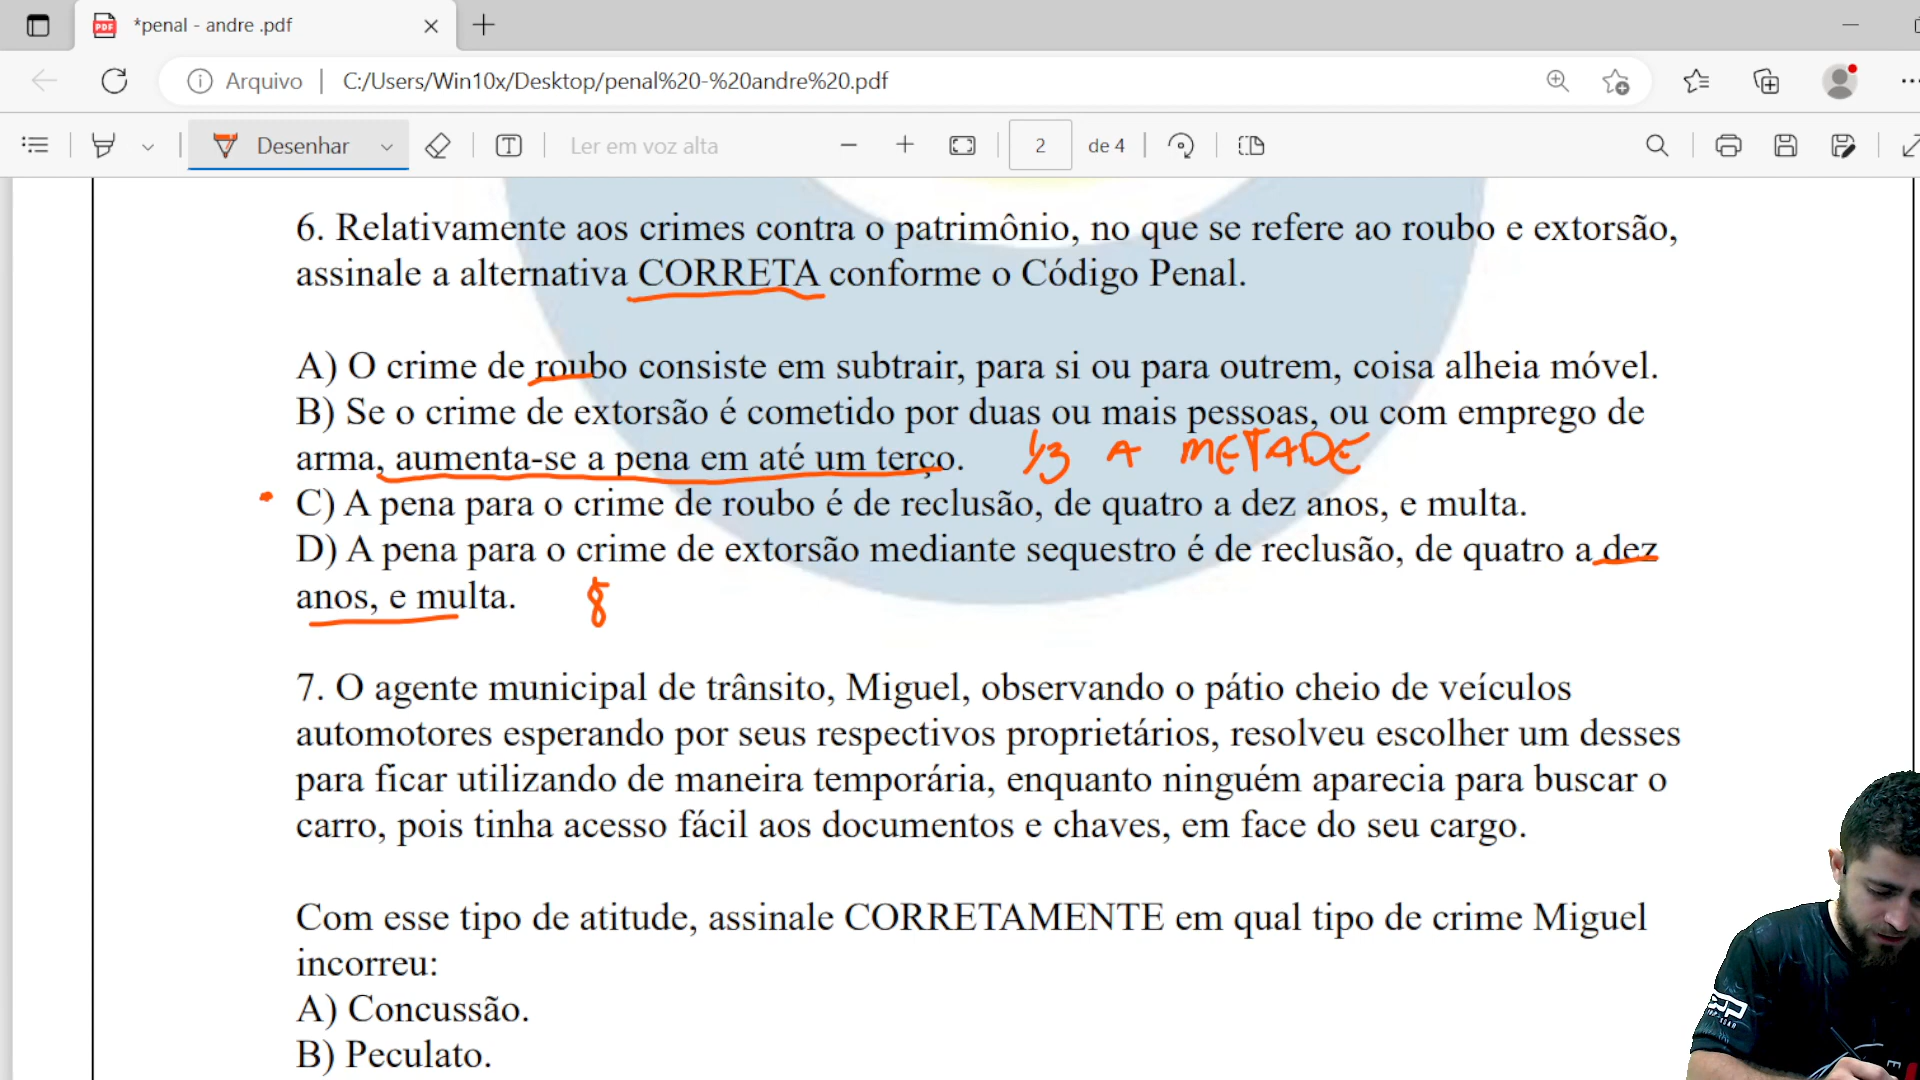 *penal - andre .pdf
Arquivo
C:/Users/Win10x/Desktop/penal%20-%20andre%20.pdf
Desenhar
Ler em voz alta
2
de 4
6. Relativamente aos crimes contra o patrimônio, no que se refere ao roubo e extorsão,
assinale a alternativa CORRETA conforme o Código Penal.
A) O crime de roubo consiste em subtrair, para si ou para outrem, coisa alheia móvel.
B) Se o crime de extorsão é cometido por duas ou mais pessoas, ou com emprego de
arma, aumenta-se a pena em até um terço. 1/3 A METADE
C) A pena para o crime de roubo é de reclusão, de quatro a dez anos, e multa.
D) A pena para o crime de extorsão mediante sequestro é de reclusão, de quatro a dez
anos, e multa. 8
7. O agente municipal de trânsito, Miguel, observando o pátio cheio de veículos
automotores esperando por seus respectivos proprietários, resolveu escolher um desses
para ficar utilizando de maneira temporária, enquanto ninguém aparecia para buscar o
carro, pois tinha acesso fácil aos documentos e chaves, em face do seu cargo.
Com esse tipo de atitude, assinale CORRETAMENTE em qual tipo de crime Miguel
incorreu:
A) Concussão.
B) Peculato.